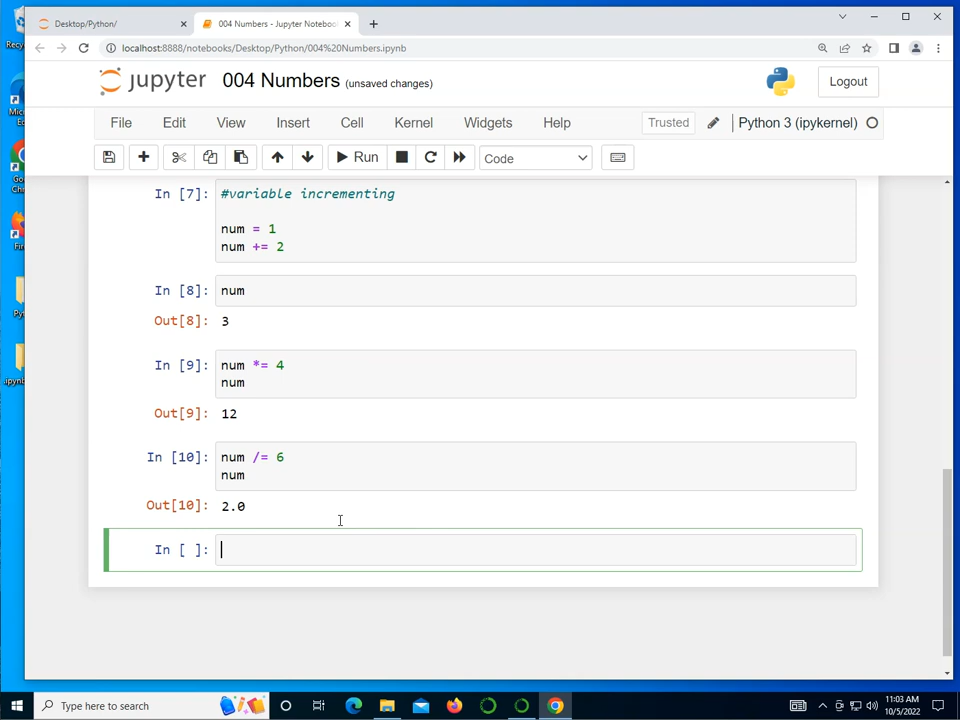 Recy
Desktop/Python/
004 Numbers - Jupyter Noteboo
localhost:8888/notebooks/Desktop/Python/004%20Numbers.ipynb
jupyter 004 Numbers (unsaved changes)
Logout
File Edit View Insert Cell Kernel Widgets Help
Trusted
Python 3 (ipykernel)
Run
Code
In [7]: #variable incrementing
num = 1
num += 2
In [8]: num
Out[8]: 3
In [9]: num *= 4
num
Out[9]: 12
In [10]: num /= 6
num
Out[10]: 2.0
In [ ]:
Type here to search
11:03 AM
10/5/2022